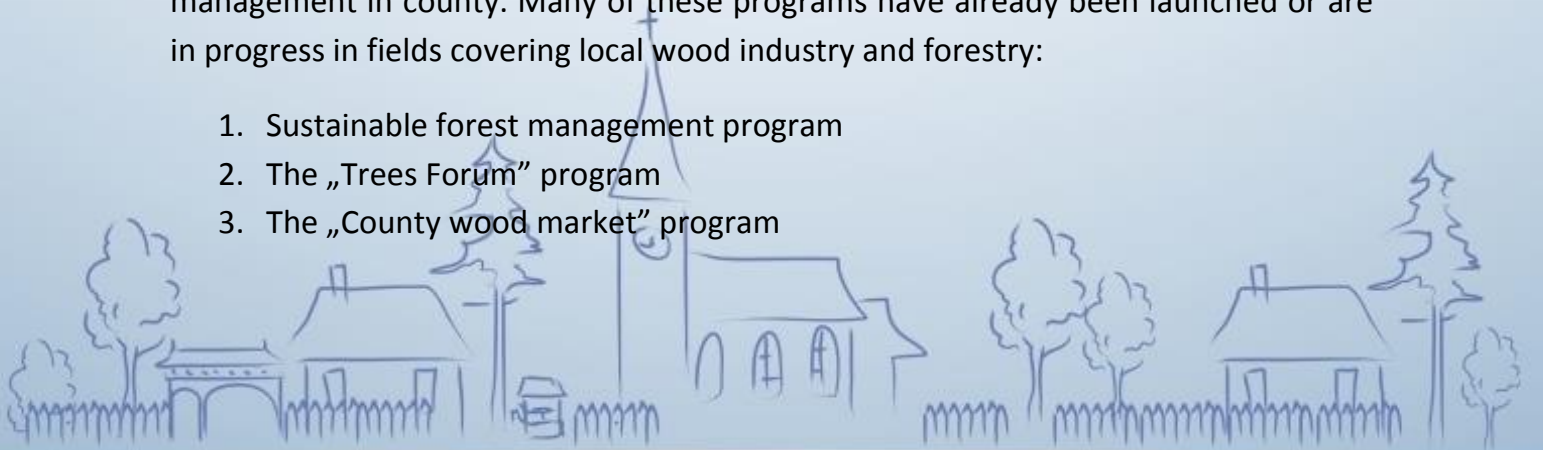 management in county. Many of these programs have already been launched or are
in progress in fields covering local wood industry and forestry:
1. Sustainable forest management program
2. The „Trees Forum” program
3. The „County wood market” program